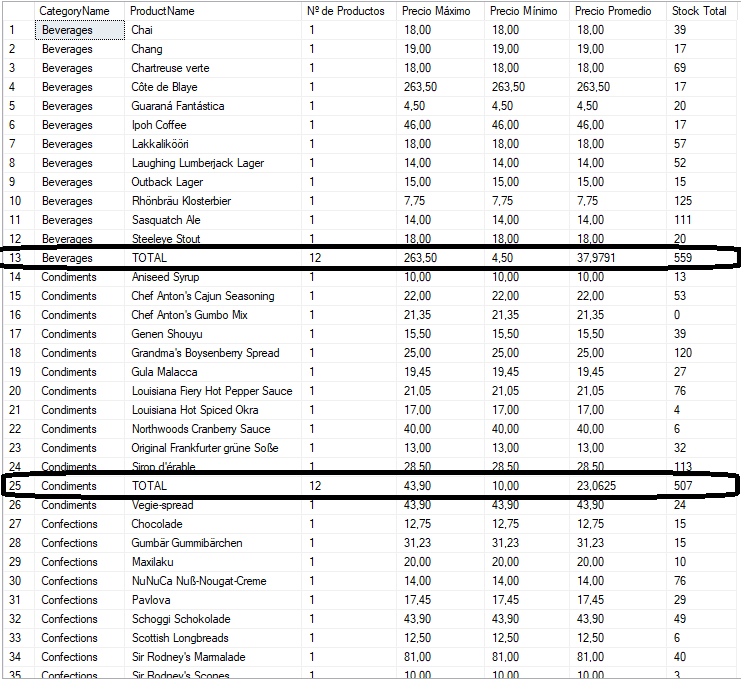 CategoryName ProductName Nº de Productos Precio Máximo Precio Mínimo Precio Promedio Stock Total
1 Beverages Chai 1 18,00 18,00 18,00 39
2 Beverages Chang 1 19,00 19,00 19,00 17
3 Beverages Chartreuse verte 1 18,00 18,00 18,00 69
4 Beverages Côte de Blaye 1 263,50 263,50 263,50 17
5 Beverages Guaraná Fantástica 1 4,50 4,50 4,50 20
6 Beverages Ipoh Coffee 1 46,00 46,00 46,00 17
7 Beverages Lakkalikööri 1 18,00 18,00 18,00 57
8 Beverages Laughing Lumberjack Lager 1 14,00 14,00 14,00 52
9 Beverages Outback Lager 1 15,00 15,00 15,00 15
10 Beverages Rhönbräu Klosterbier 1 7,75 7,75 7,75 125
11 Beverages Sasquatch Ale 1 14,00 14,00 14,00 111
12 Beverages Steeleye Stout 1 18,00 18,00 18,00 20
13 Beverages TOTAL 12 263,50 4,50 37,9791 559
14 Condiments Aniseed Syrup 1 10,00 10,00 10,00 13
15 Condiments Chef Anton's Cajun Seasoning 1 22,00 22,00 22,00 53
16 Condiments Chef Anton's Gumbo Mix 1 21,35 21,35 21,35 0
17 Condiments Genen Shouyu 1 15,50 15,50 15,50 39
18 Condiments Grandma's Boysenberry Spread 1 25,00 25,00 25,00 120
19 Condiments Gula Malacca 1 19,45 19,45 19,45 27
20 Condiments Louisiana Fiery Hot Pepper Sauce 1 21,05 21,05 21,05 76
21 Condiments Louisiana Hot Spiced Okra 1 17,00 17,00 17,00 4
22 Condiments Northwoods Cranberry Sauce 1 40,00 40,00 40,00 6
23 Condiments Original Frankfurter grüne Soße 1 13,00 13,00 13,00 32
24 Condiments Sirop d'érable 1 28,50 28,50 28,50 113
25 Condiments TOTAL 12 43,90 10,00 23,0625 507
26 Condiments Vegie-spread 1 43,90 43,90 43,90 24
27 Confections Chocolade 1 12,75 12,75 12,75 15
28 Confections Gumbär Gummibärchen 1 31,23 31,23 31,23 15
29 Confections Maxilaku 1 20,00 20,00 20,00 10
30 Confections NuNuCa Nuß-Nougat-Creme 1 14,00 14,00 14,00 76
31 Confections Pavlova 1 17,45 17,45 17,45 29
32 Confections Schoggi Schokolade 1 43,90 43,90 43,90 49
33 Confections Scottish Longbreads 1 12,50 12,50 12,50 6
34 Confections Sir Rodney's Marmalade 1 81,00 81,00 81,00 40
35 Confections Sir Rodney's Scones 1 10,00 10,00 10,00 3